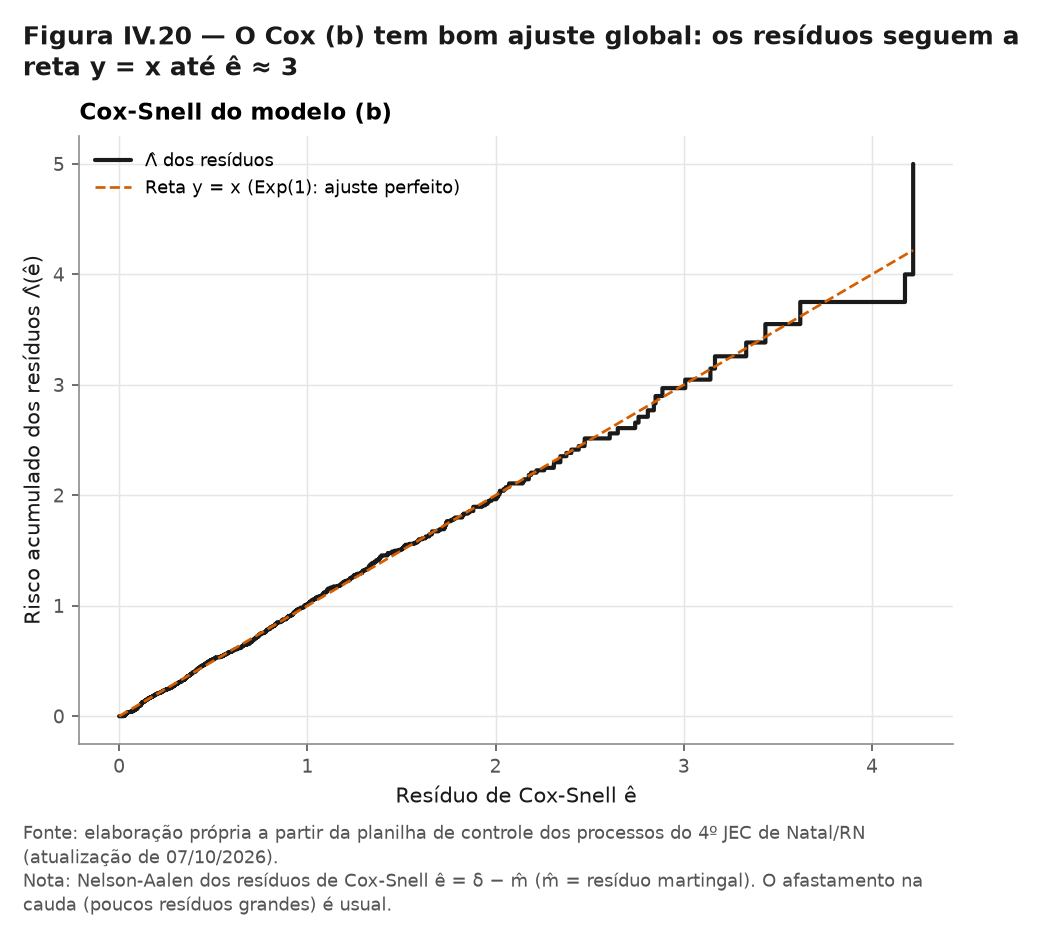 Figura IV.20 — O Cox (b) tem bom ajuste global: os resíduos seguem a
reta y = x até ê ≈ 3
Cox-Snell do modelo (b)
Λ̂ dos resíduos
Reta y = x (Exp(1): ajuste perfeito)
Risco acumulado dos resíduos Λ̂(ê)
5
4
3
2
1
0
0 1 2 3 4
Resíduo de Cox-Snell ê
Fonte: elaboração própria a partir da planilha de controle dos processos do 4º JEC de Natal/RN
(atualização de 07/10/2026).
Nota: Nelson-Aalen dos resíduos de Cox-Snell ê = δ − m̂ (m̂ = resíduo martingal). O afastamento na
cauda (poucos resíduos grandes) é usual.